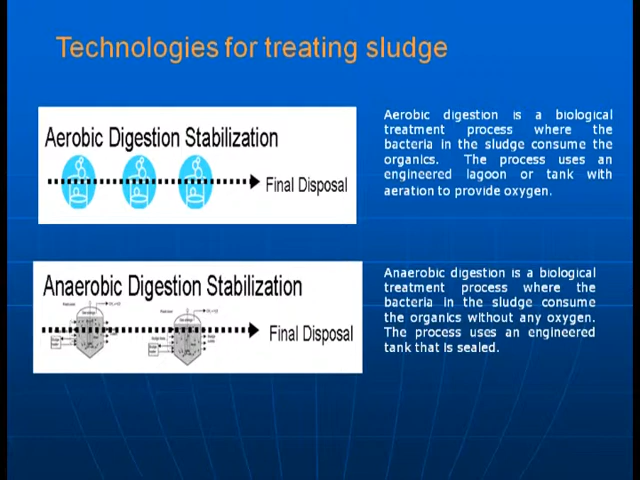 Technologies for treating sludge
Aerobic Digestion Stabilization
Final Disposal
Aerobic digestion is a biological
treatment process where the
bacteria in the sludge consume the
organics. The process uses an
engineered lagoon or tank with
aeration to provide oxygen.
Anaerobic Digestion Stabilization
Final Disposal
Anaerobic digestion is a biological
treatment process where the
bacteria in the sludge consume
the organics without any oxygen.
The process uses an engineered
tank that is sealed.